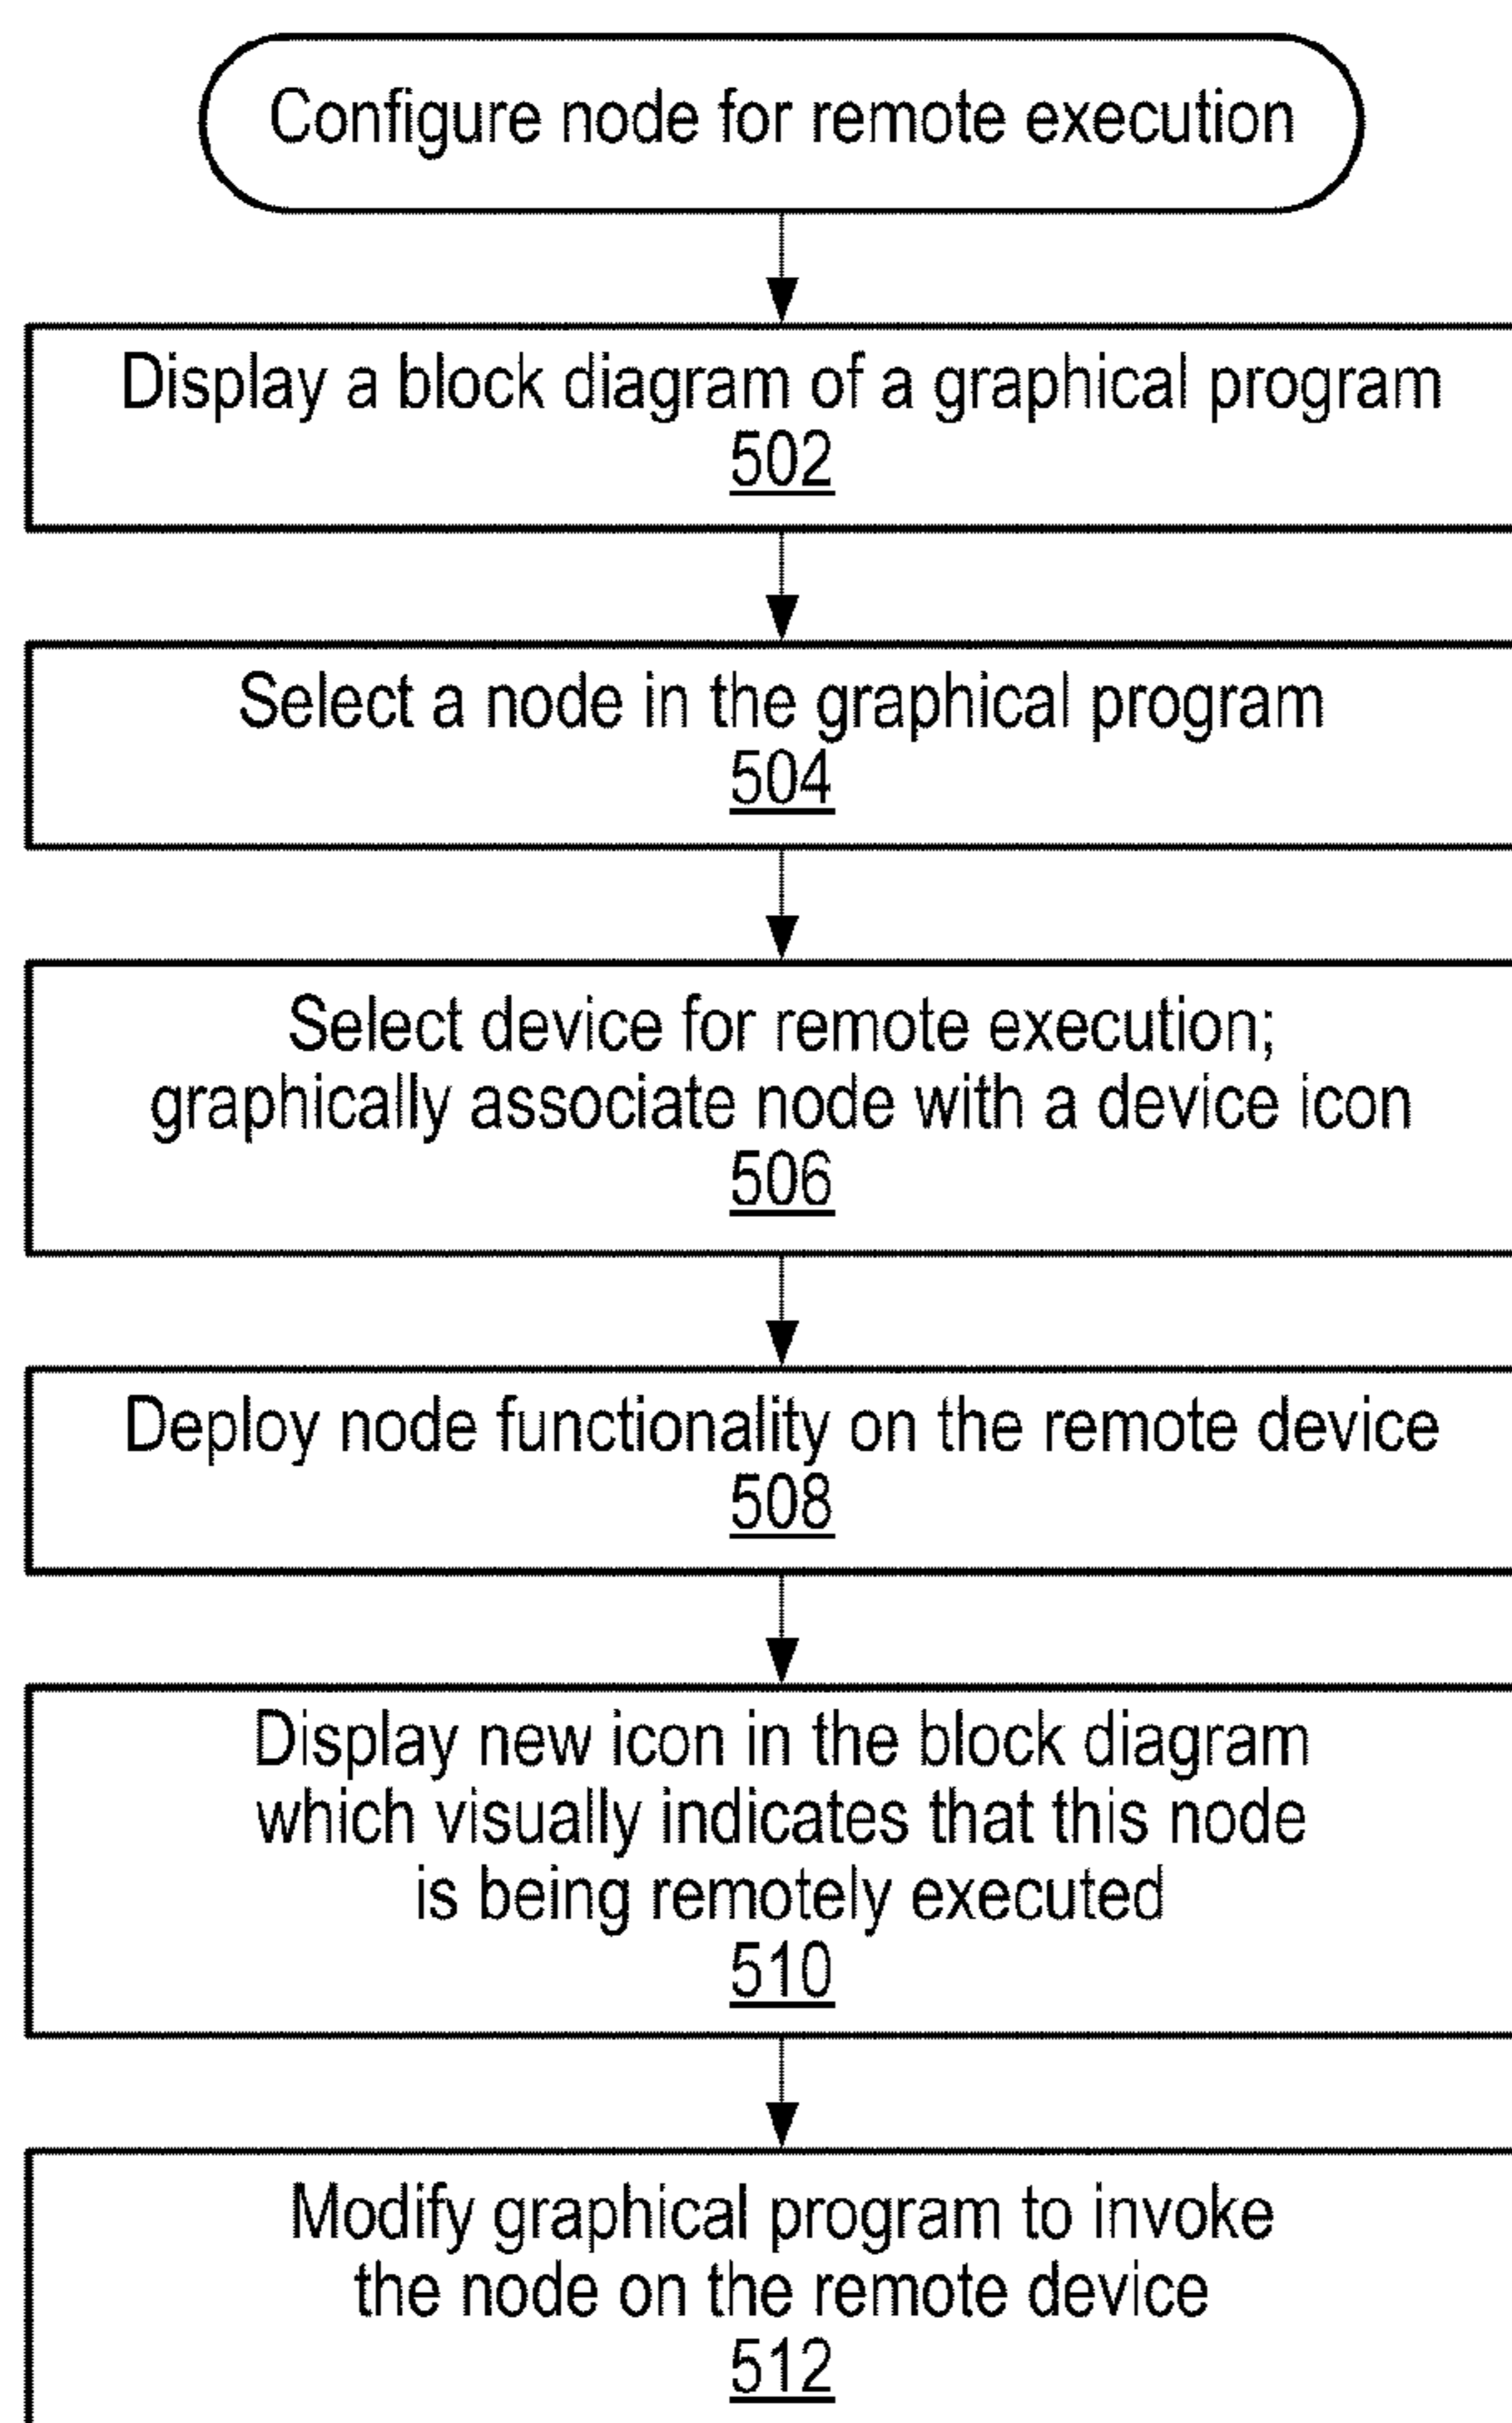 Configure node for remote execution
Display a block diagram of a graphical program
502
Select a node in the graphical program
504
Select device for remote execution;
graphically associate node with a device icon
506
Deploy node functionality on the remote device
508
Display new icon in the block diagram
which visually indicates that this node
is being remotely executed
510
Modify graphical program to invoke
the node on the remote device
512